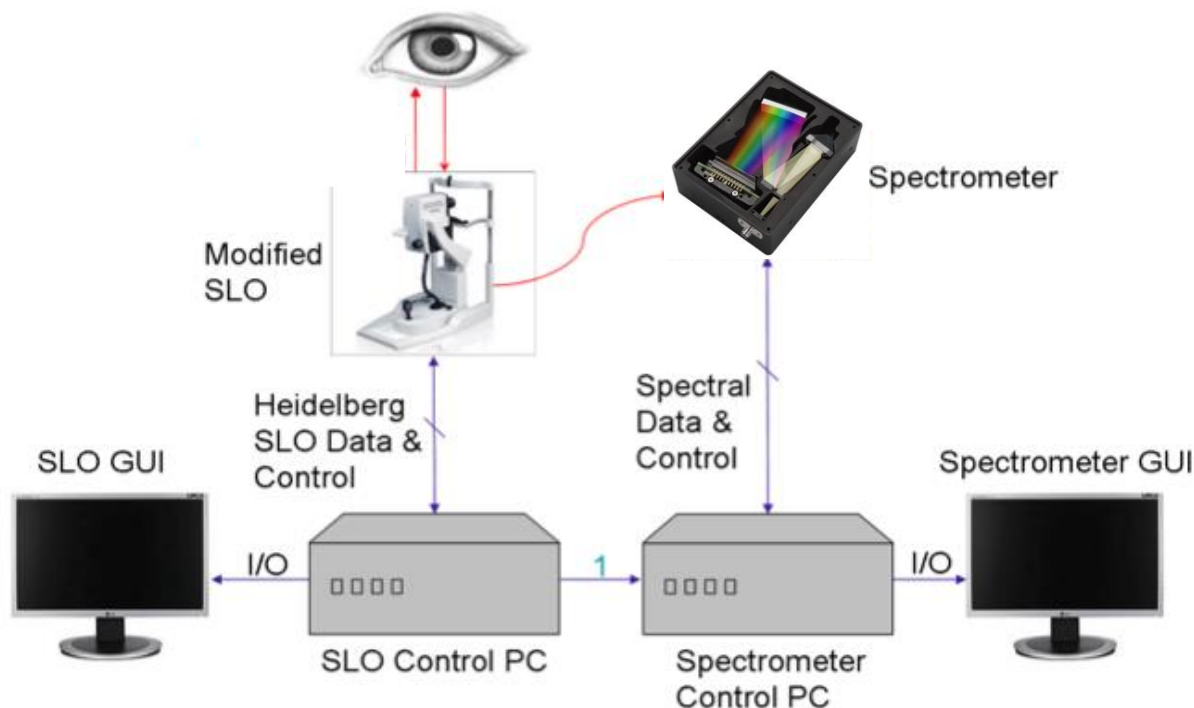 Spectrometer
Modified
SLO
Heidelberg
SLO Data &
Control
Spectral
Data &
Control
SLO GUI
Spectrometer GUI
I/O
1
I/O
SLO Control PC
Spectrometer
Control PC